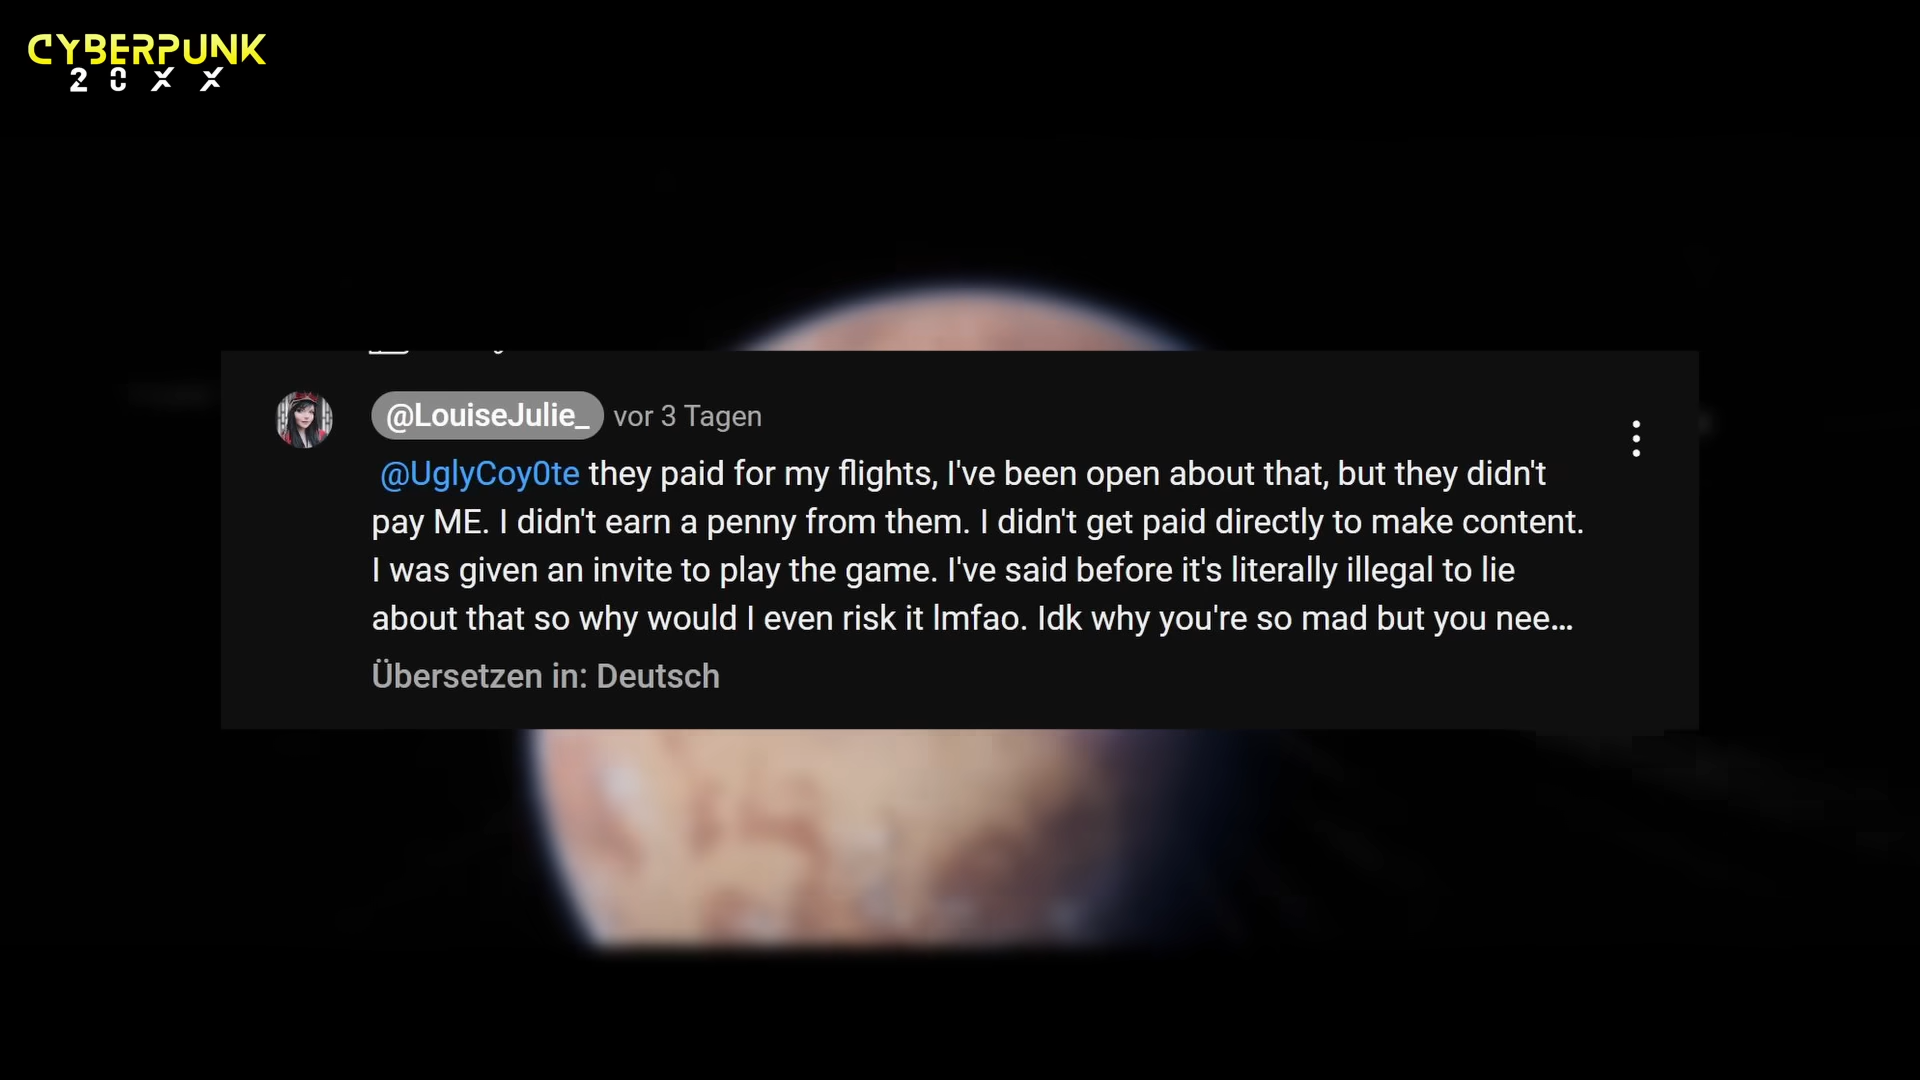 CYBERPUNK
20XX
@LouiseJulie_ vor 3 Tagen
@UglyCoy0te they paid for my flights, I've been open about that, but they didn't
pay ME. I didn't earn a penny from them. I didn't get paid directly to make content.
I was given an invite to play the game. I've said before it's literally illegal to lie
about that so why would I even risk it lmfao. Idk why you're so mad but you nee...
Übersetzen in: Deutsch